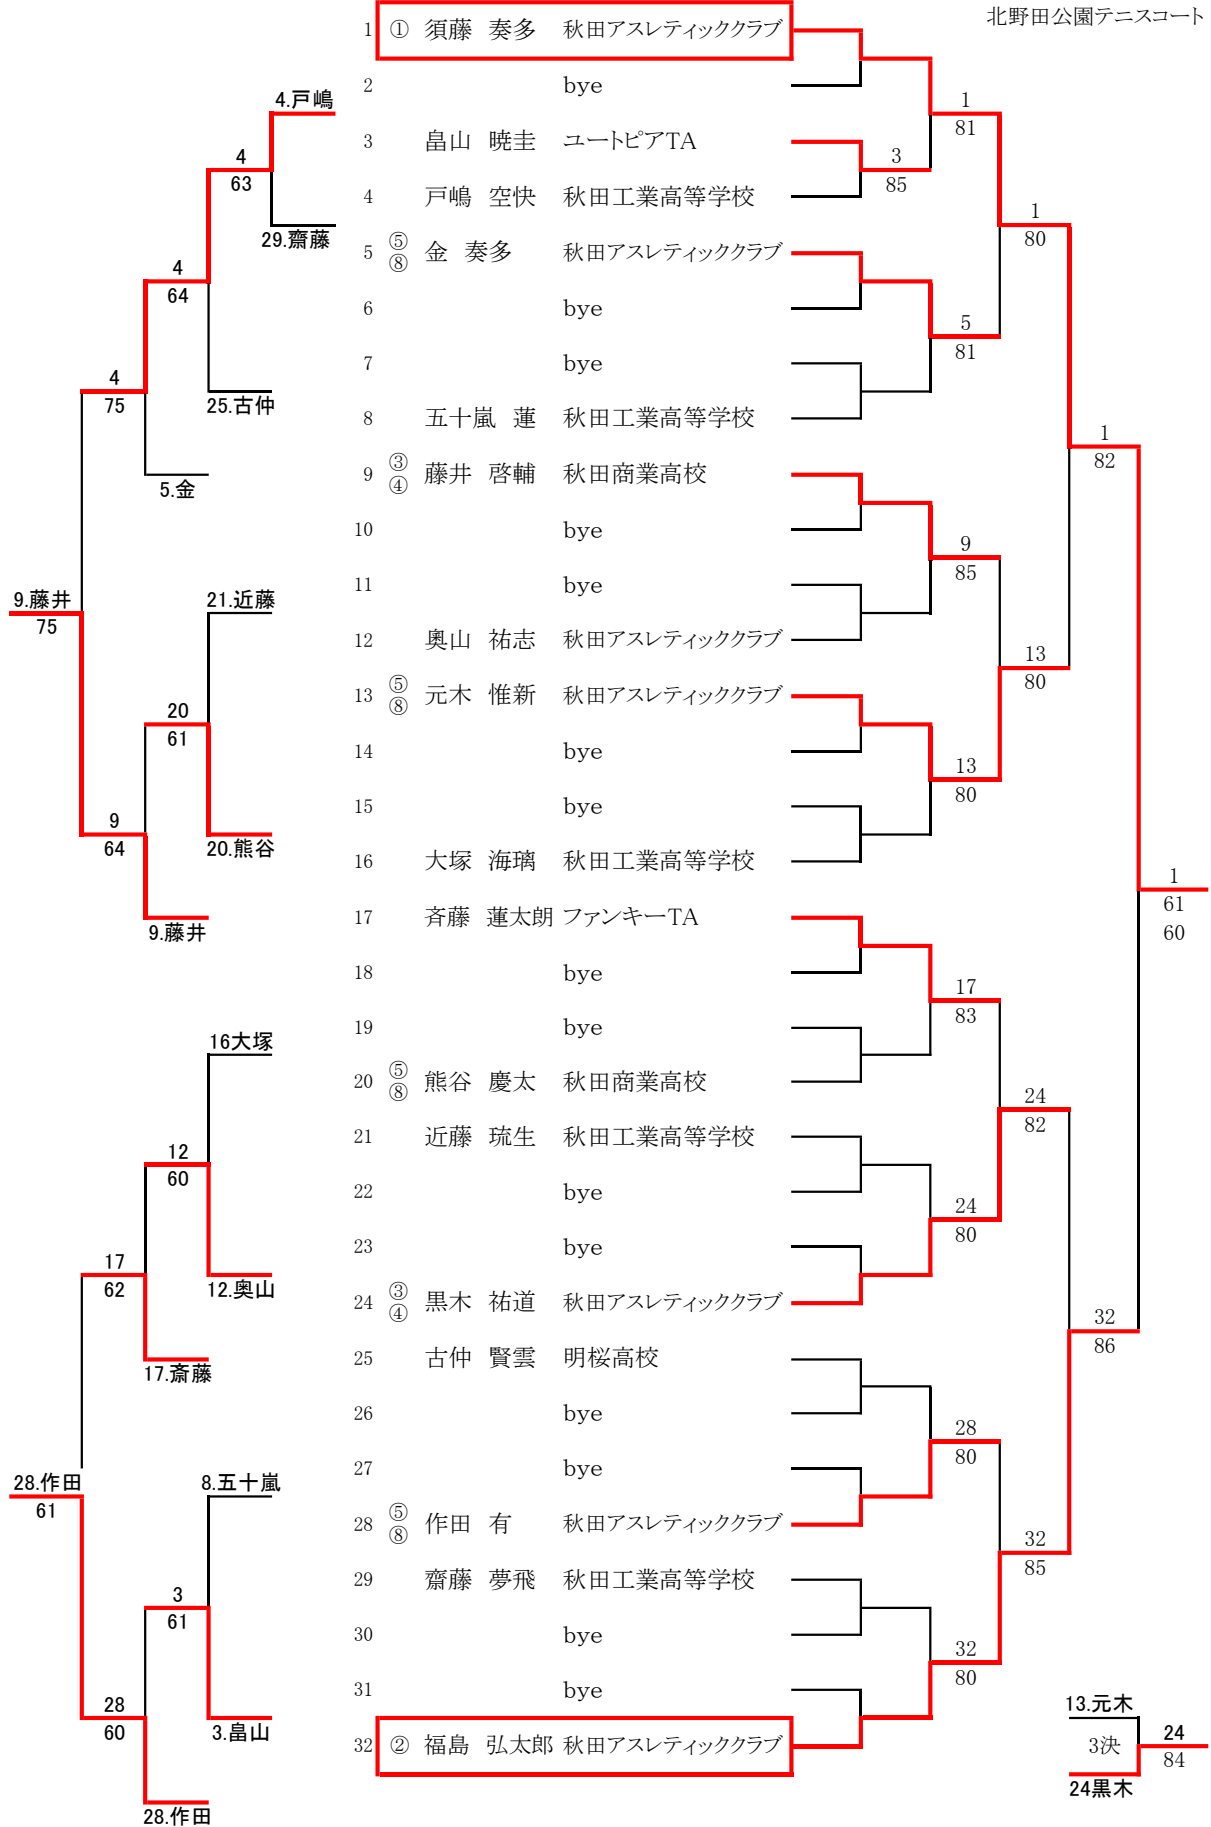 北野田公園テニスコート
1 ① 須藤 奏多 秋田アスレティッククラブ
2 bye
3 畠山 暁圭 ユートピアTA
4 戸嶋 空快 秋田工業高等学校
5 ⑤⑧ 金 奏多 秋田アスレティッククラブ
6 bye
7 bye
8 五十嵐 蓮 秋田工業高等学校
9 ③④ 藤井 啓輔 秋田商業高校
10 bye
11 bye
12 奥山 祐志 秋田アスレティッククラブ
13 ⑤⑧ 元木 惟新 秋田アスレティッククラブ
14 bye
15 bye
16 大塚 海璃 秋田工業高等学校
17 斉藤 蓮太朗 ファンキーTA
18 bye
19 bye
20 ⑤⑧ 熊谷 慶太 秋田商業高校
21 近藤 琉生 秋田工業高等学校
22 bye
23 bye
24 ③④ 黒木 祐道 秋田アスレティッククラブ
25 古仲 賢雲 明桜高校
26 bye
27 bye
28 ⑤⑧ 作田 有 秋田アスレティッククラブ
29 齋藤 夢飛 秋田工業高等学校
30 bye
31 bye
32 ② 福島 弘太郎 秋田アスレティッククラブ
3
85
1
81
5
81
9
85
13
80
17
83
24
80
28
80
32
80
1
80
13
80
24
82
32
85
1
82
32
86
1
61
60
13.元木
3決
24黒木
24
84
4.戸嶋
4
63
29.齋藤
4
64
25.古仲
4
75
5.金
9.藤井
75
21.近藤
20
61
20.熊谷
9
64
9.藤井
16大塚
12
60
12.奥山
17
62
17.斎藤
28.作田
61
8.五十嵐
3
61
3.畠山
28
60
28.作田